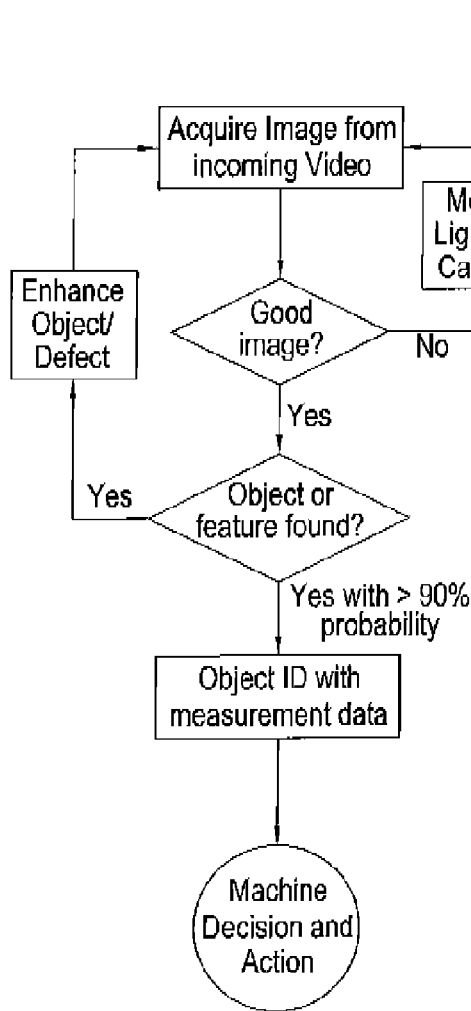 Acquire Image from
incoming Video
Enhance
Object/
Defect
Good
image?
No
Yes
Yes
Object or
feature found?
Yes with > 90%
probability
Object ID with
measurement data
Machine
Decision and
Action